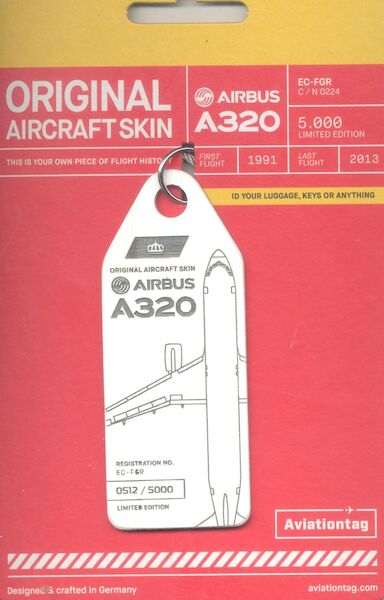 ORIGINAL
AIRCRAFT SKIN
AIRBUS
A320
EC-FGR
C / N 0224
5.000
LIMITED EDITION
THIS IS YOUR OWN PIECE OF FLIGHT HISTO
FIRST
FLIGHT
1991
LAST
FLIGHT
2013
ID YOUR LUGGAGE, KEYS OR ANYTHING
ORIGINAL AIRCRAFT SKIN
AIRBUS
A320
REGISTRATION NO.
EC-FGR
0512 / 5000
LIMITED EDITION
Aviationtag
Designed & crafted in Germany
aviationtag.com